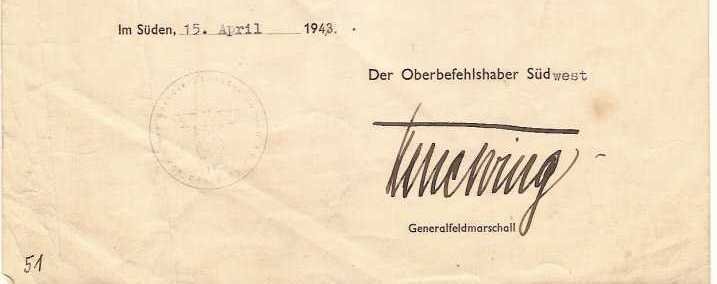 Im Süden, 15. April 1943.
Der Oberbefehlshaber Südwest
Generalfeldmarschall
51